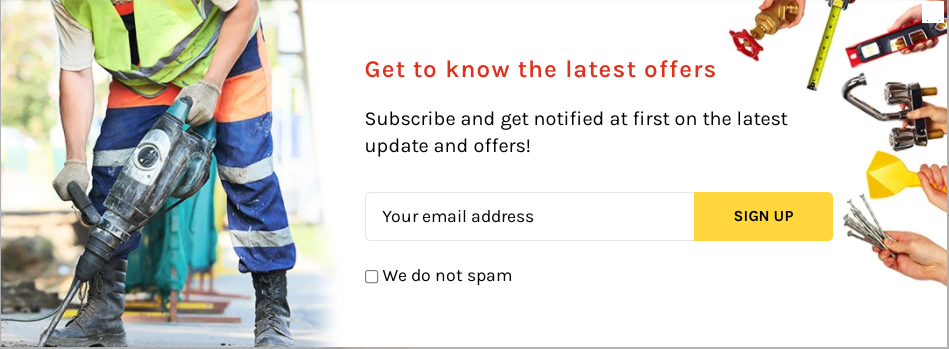 Get to know the latest offers
Subscribe and get notified at first on the latest
update and offers!
Your email address
SIGN UP
We do not spam